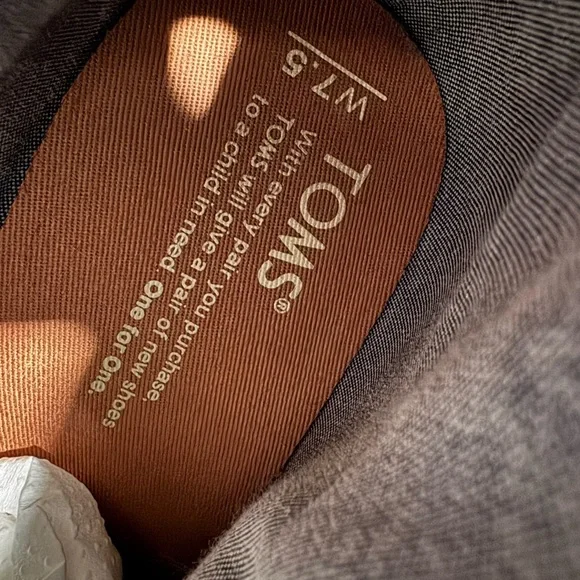 W7.5
TOMS®
With every pair you purchase,
TOMS will give a pair of new shoes
to a child in need. One for One.